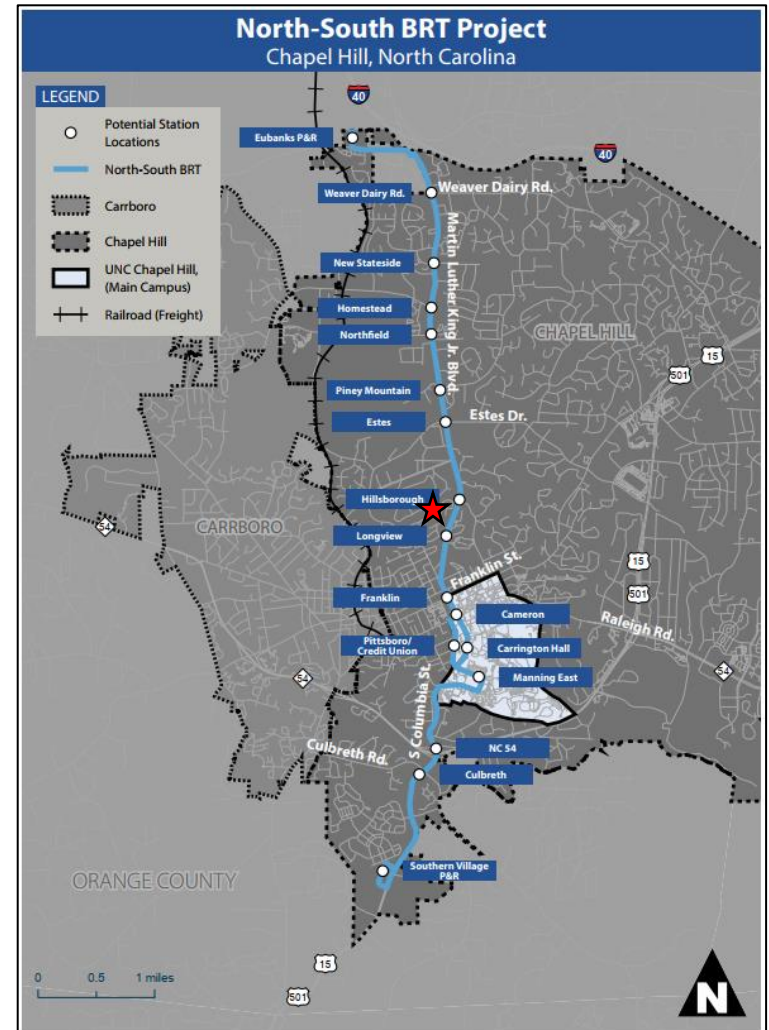 North-South BRT Project
Chapel Hill, North Carolina
LEGEND
Potential Station
Locations
North-South BRT
Carrboro
Chapel Hill
UNC Chapel Hill,
(Main Campus)
Railroad (Freight)
40
40
Eubanks P&R
Weaver Dairy Rd.
Weaver Dairy Rd.
Martin Luther King Jr. Blvd.
New Stateside
Homestead
Northfield
CHAPEL HILL
15
501
Piney Mountain
Estes
Estes Dr.
Hillsborough
54
CARRBORO
Longview
15
501
Franklin St.
Franklin
Cameron
Raleigh Rd.
Pittsboro/
Credit Union
Carrington Hall
54
54
Manning East
S Columbia St.
NC 54
Culbreth Rd.
Culbreth
Southern Village
P&R
ORANGE COUNTY
15
501
0 0.5 1 miles
N